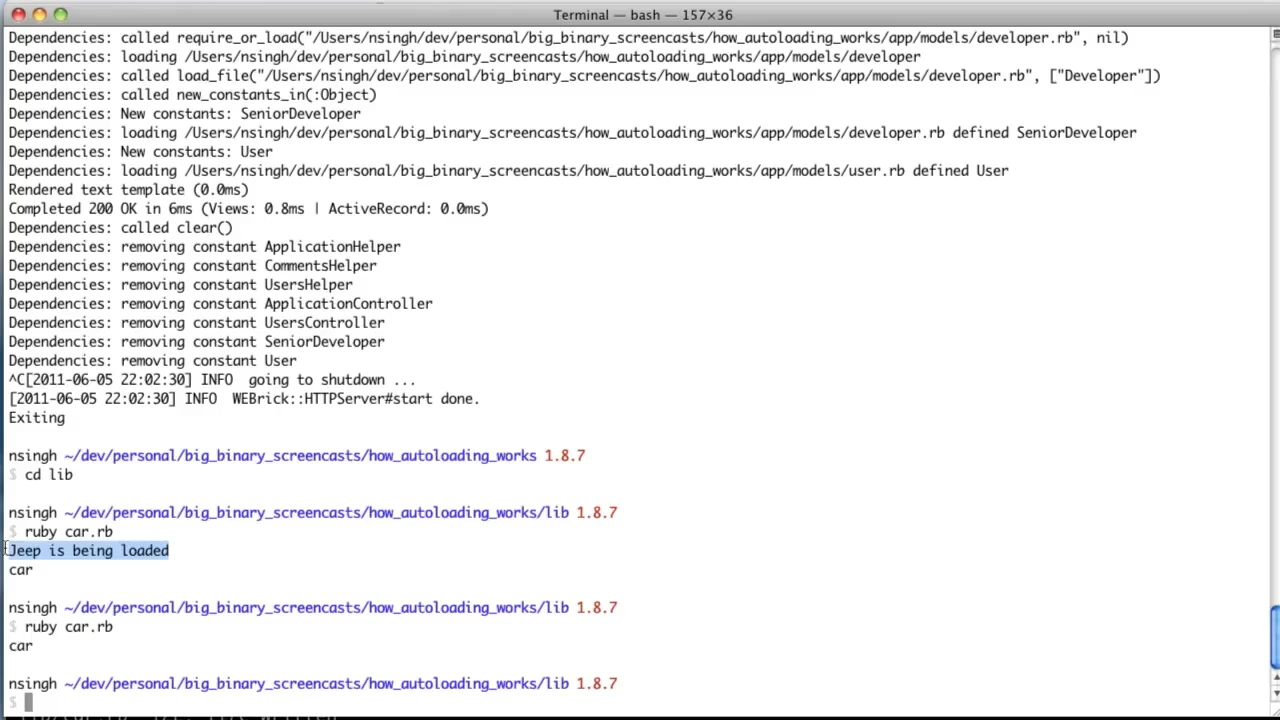 Terminal — bash — 157×36
Dependencies: called require_or_load("/Users/nsingh/dev/personal/big_binary_screencasts/how_autoloading_works/app/models/developer.rb", nil)
Dependencies: loading /Users/nsingh/dev/personal/big_binary_screencasts/how_autoloading_works/app/models/developer
Dependencies: called load_file("/Users/nsingh/dev/personal/big_binary_screencasts/how_autoloading_works/app/models/developer.rb", ["Developer"])
Dependencies: called new_constants_in(:Object)
Dependencies: New constants: SeniorDeveloper
Dependencies: loading /Users/nsingh/dev/personal/big_binary_screencasts/how_autoloading_works/app/models/developer.rb defined SeniorDeveloper
Dependencies: New constants: User
Dependencies: loading /Users/nsingh/dev/personal/big_binary_screencasts/how_autoloading_works/app/models/user.rb defined User
Rendered text template (0.0ms)
Completed 200 OK in 6ms (Views: 0.8ms | ActiveRecord: 0.0ms)
Dependencies: called clear()
Dependencies: removing constant ApplicationHelper
Dependencies: removing constant CommentsHelper
Dependencies: removing constant UsersHelper
Dependencies: removing constant ApplicationController
Dependencies: removing constant UsersController
Dependencies: removing constant SeniorDeveloper
Dependencies: removing constant User
^C[2011-06-05 22:02:30] INFO  going to shutdown ...
[2011-06-05 22:02:30] INFO  WEBrick::HTTPServer#start done.
Exiting
nsingh ~/dev/personal/big_binary_screencasts/how_autoloading_works 1.8.7
$ cd lib
nsingh ~/dev/personal/big_binary_screencasts/how_autoloading_works/lib 1.8.7
$ ruby car.rb
Jeep is being loaded
car
nsingh ~/dev/personal/big_binary_screencasts/how_autoloading_works/lib 1.8.7
$ ruby car.rb
car
nsingh ~/dev/personal/big_binary_screencasts/how_autoloading_works/lib 1.8.7
$